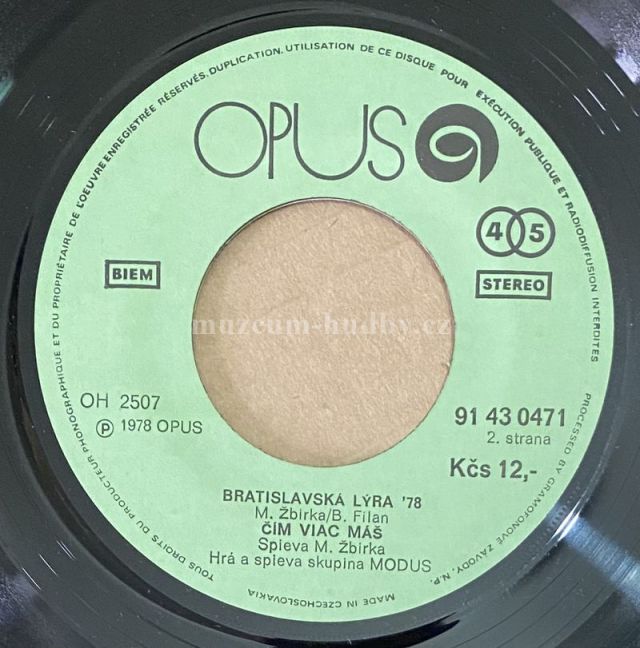 TOUS DROITS DU PRODUCTEUR PHONOGRAPHIQUE ET DU PROPRIÉTAIRE DE L'OEUVRE ENREGISTRÉE RÉSERVÉS. DUPLICATION, UTILISATION DE CE DISQUE POUR EXÉCUTION PUBLIQUE ET RADIODIFFUSION INTERDITES
OPUS
45
BIEM
STEREO
muzeum-hudby.cz
OH 2507
℗ 1978 OPUS
91 43 0471
2. strana
Kčs 12,-
BRATISLAVSKÁ LÝRA '78
M. Žbirka/B. Filan
ČÍM VIAC MÁŠ
Spieva M. Žbirka
Hrá a spieva skupina MODUS
MADE IN CZECHOSLOVAKIA
PROCESSED BY GRAMOFONOVÉ ZÁVODY, N.P.